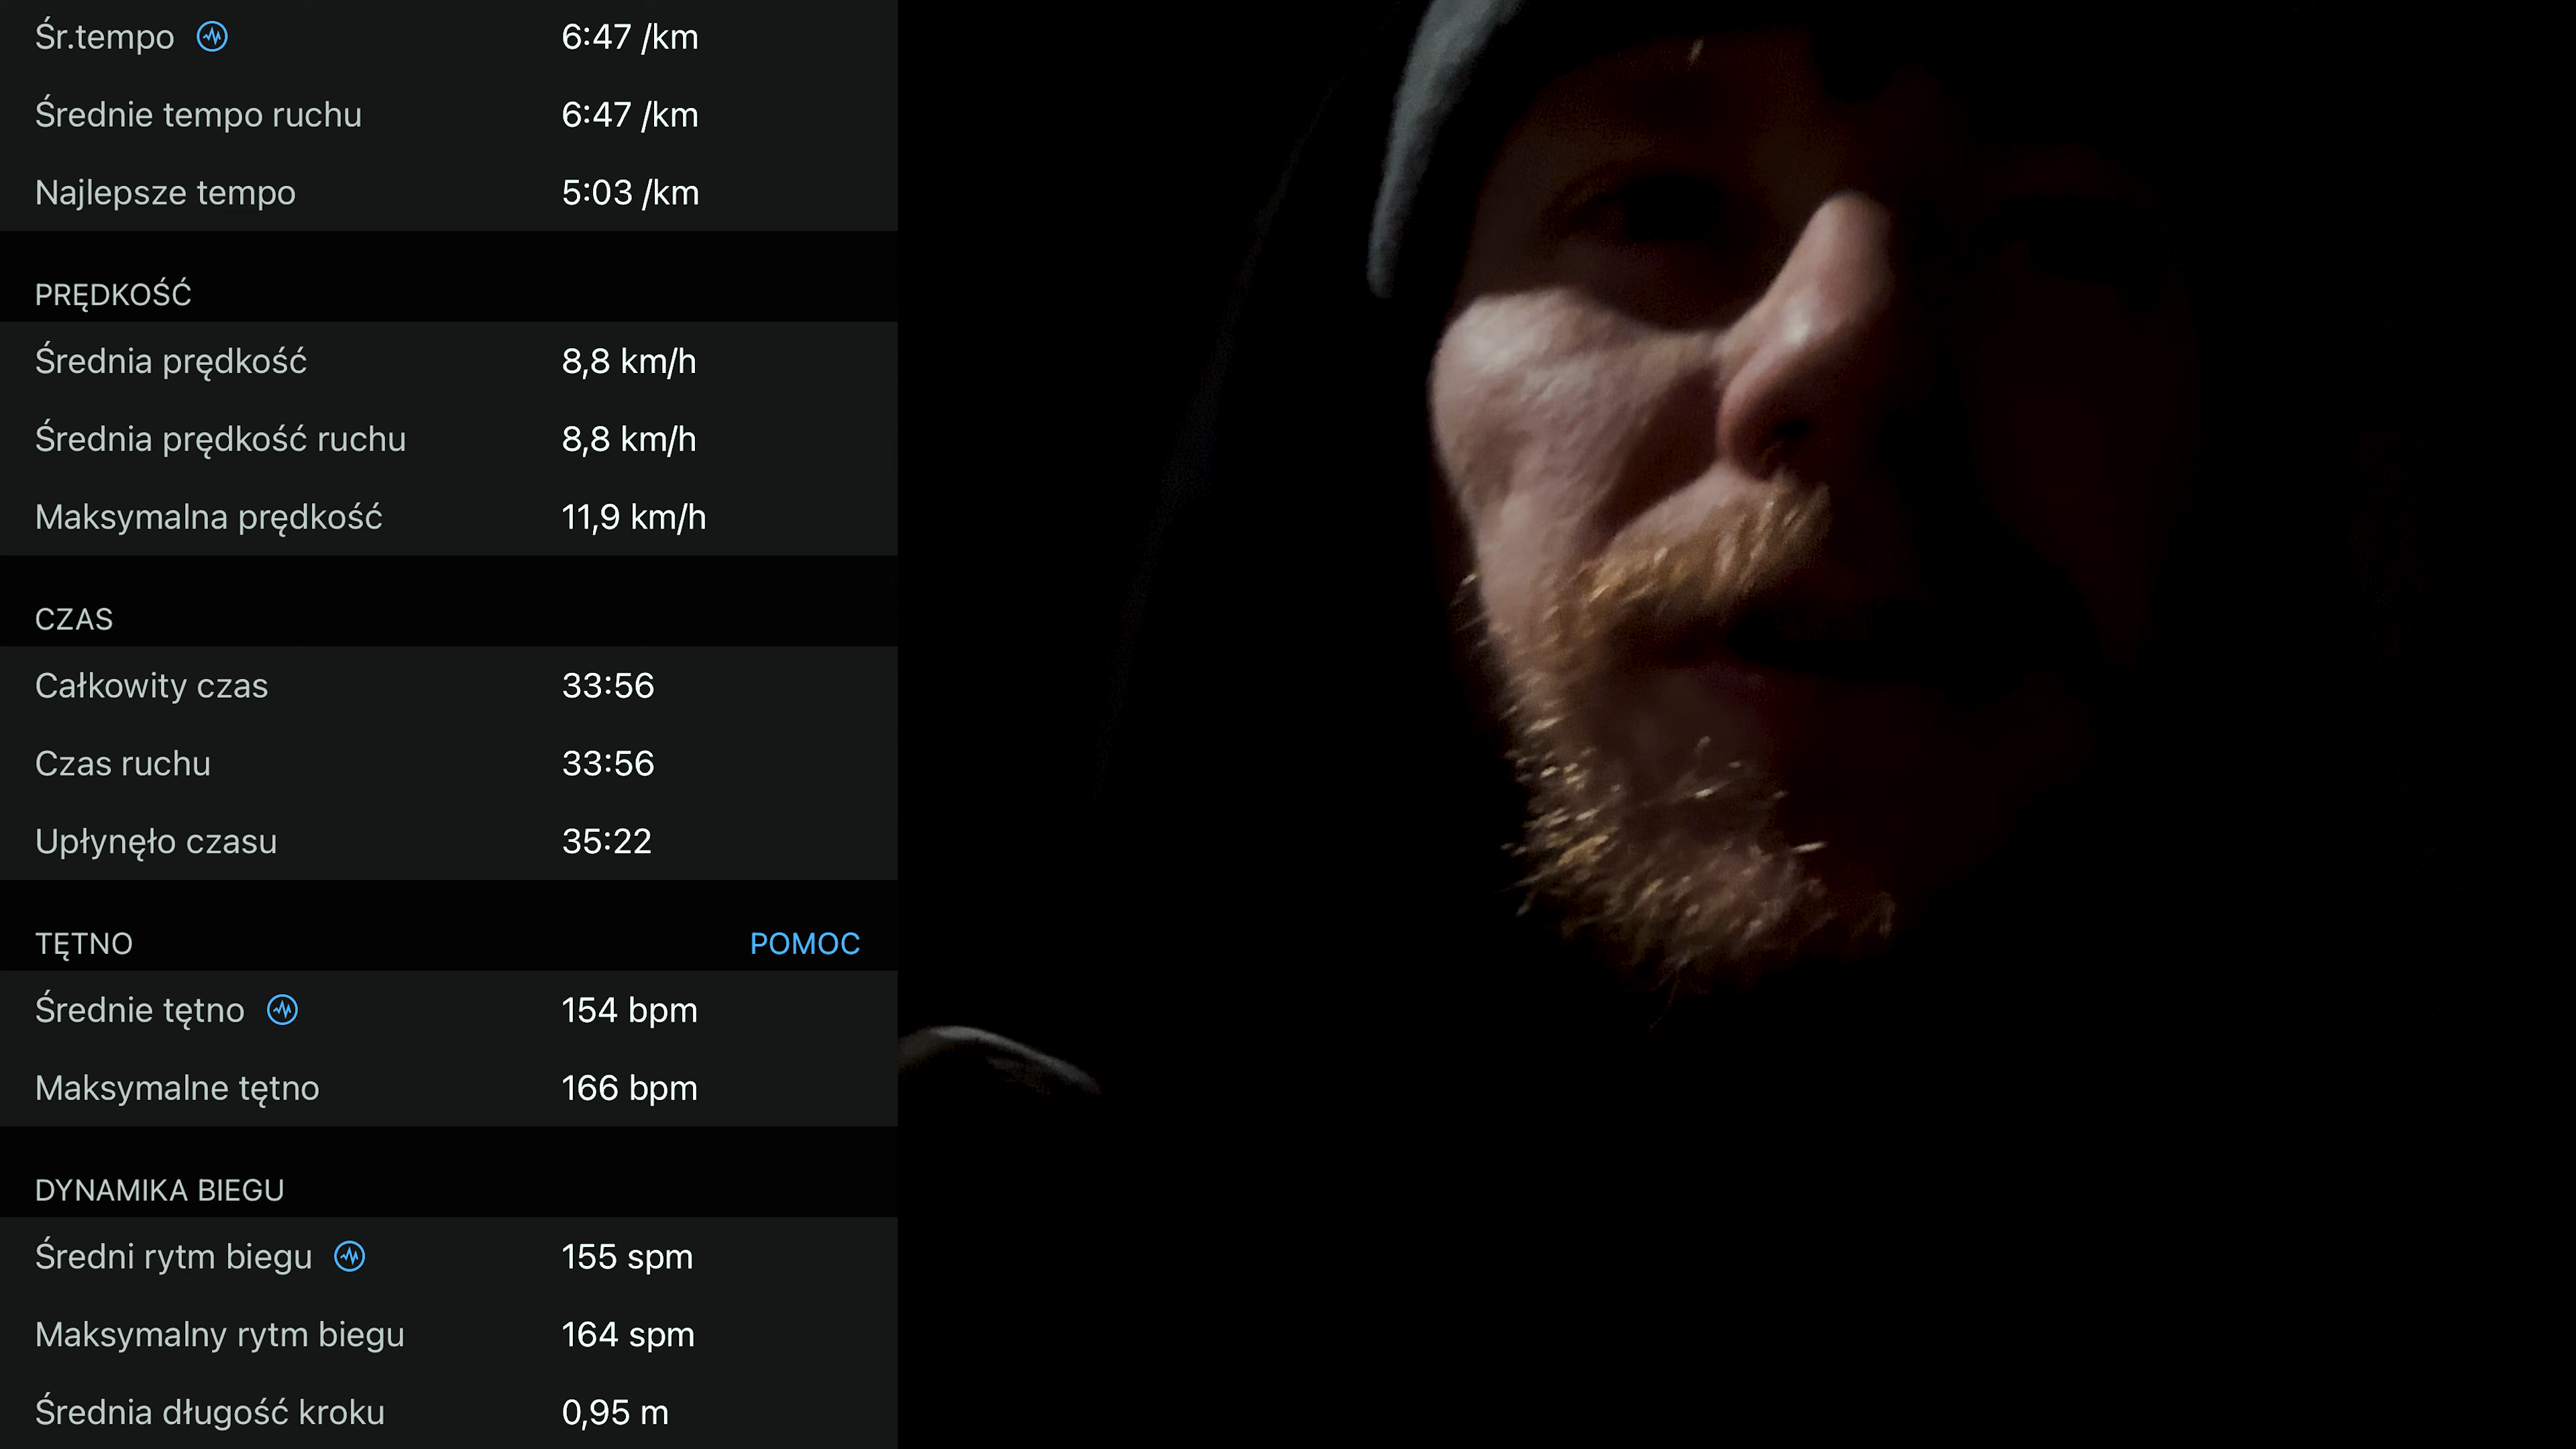 Śr.tempo 6:47 /km
Średnie tempo ruchu 6:47 /km
Najlepsze tempo 5:03 /km
PRĘDKOŚĆ
Średnia prędkość 8,8 km/h
Średnia prędkość ruchu 8,8 km/h
Maksymalna prędkość 11,9 km/h
CZAS
Całkowity czas 33:56
Czas ruchu 33:56
Upłynęło czasu 35:22
TĘTNO POMOC
Średnie tętno 154 bpm
Maksymalne tętno 166 bpm
DYNAMIKA BIEGU
Średni rytm biegu 155 spm
Maksymalny rytm biegu 164 spm
Średnia długość kroku 0,95 m